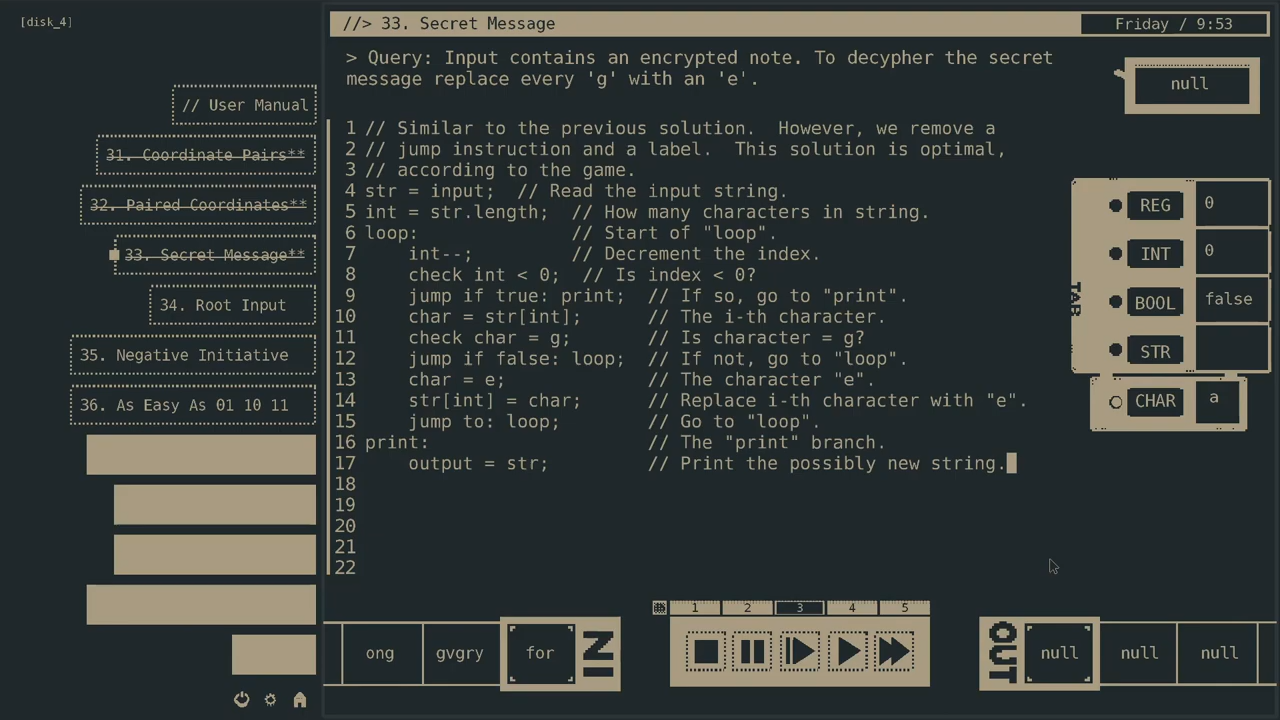 [disk_4]
//> 33. Secret Message
Friday / 9:53
> Query: Input contains an encrypted note. To decypher the secret
message replace every 'g' with an 'e'.
null
// User Manual
31. Coordinate Pairs**
32. Paired Coordinates**
33. Secret Message**
34. Root Input
35. Negative Initiative
36. As Easy As 01 10 11
1 // Similar to the previous solution.  However, we remove a
2 // jump instruction and a label.  This solution is optimal,
3 // according to the game.
4 str = input;  // Read the input string.
5 int = str.length;  // How many characters in string.
6 loop:              // Start of "loop".
7     int--;         // Decrement the index.
8     check int < 0;  // Is index < 0?
9     jump if true: print;  // If so, go to "print".
10     char = str[int];      // The i-th character.
11     check char = g;       // Is character = g?
12     jump if false: loop;  // If not, go to "loop".
13     char = e;             // The character "e".
14     str[int] = char;      // Replace i-th character with "e".
15     jump to: loop;        // Go to "loop".
16 print:                    // The "print" branch.
17     output = str;         // Print the possibly new string.
18
19
20
21
22
TAB
REG 0
INT 0
BOOL false
STR
CHAR a
1 2 3 4 5
ong gvgry for IN
OUT null null null